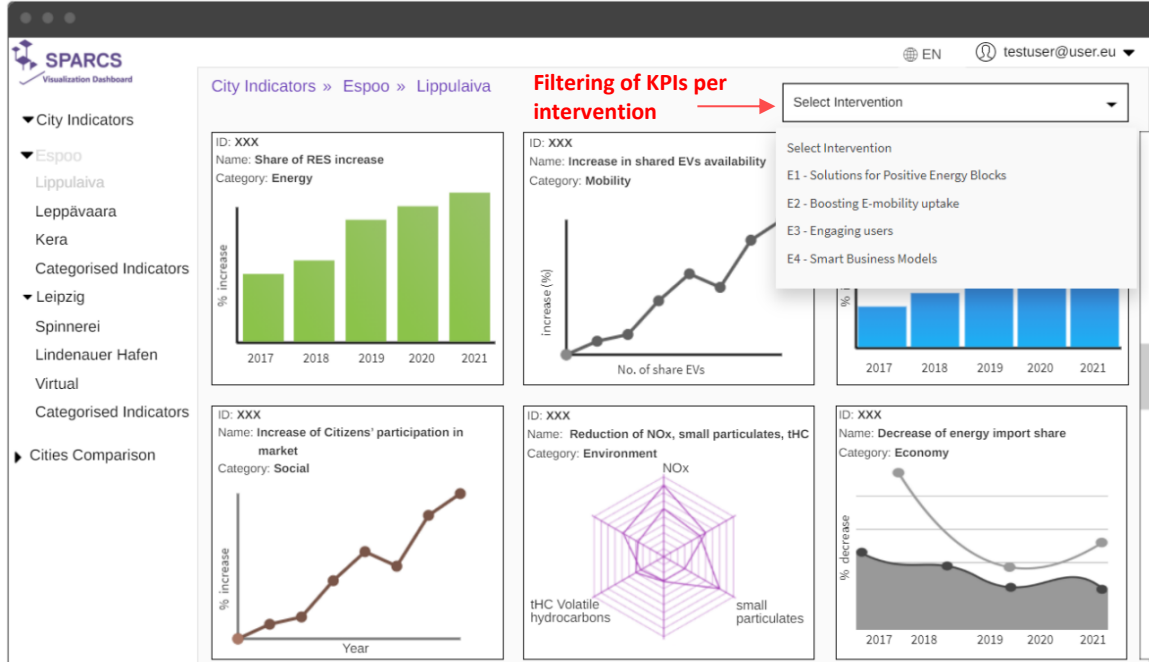 SPARCS
Visualization Dashboard
EN
testuser@user.eu
City Indicators » Espoo » Lippulaiva
Filtering of KPIs per
intervention
Select Intervention
Select Intervention
E1 - Solutions for Positive Energy Blocks
E2 - Boosting E-mobility uptake
E3 - Engaging users
E4 - Smart Business Models
City Indicators
Espoo
Lippulaiva
Leppävaara
Kera
Categorised Indicators
Leipzig
Spinnerei
Lindenauer Hafen
Virtual
Categorised Indicators
Cities Comparison
ID: XXX
Name: Share of RES increase
Category: Energy
% increase
2017 2018 2019 2020 2021
ID: XXX
Name: Increase in shared EVs availability
Category: Mobility
increase (%)
No. of share EVs
2017 2018 2019 2020 2021
ID: XXX
Name: Increase of Citizens' participation in
market
Category: Social
% increase
Year
ID: XXX
Name: Reduction of NOx, small particulates, tHC
Category: Environment
NOx
tHC Volatile
hydrocarbons
small
particulates
ID: XXX
Name: Decrease of energy import share
Category: Economy
% decrease
2017 2018 2019 2020 2021